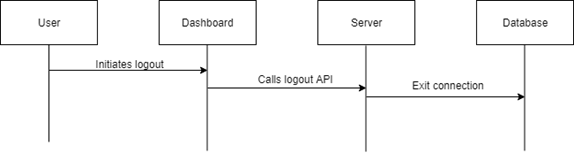 User
Dashboard
Server
Database
Initiates logout
Calls logout API
Exit connection